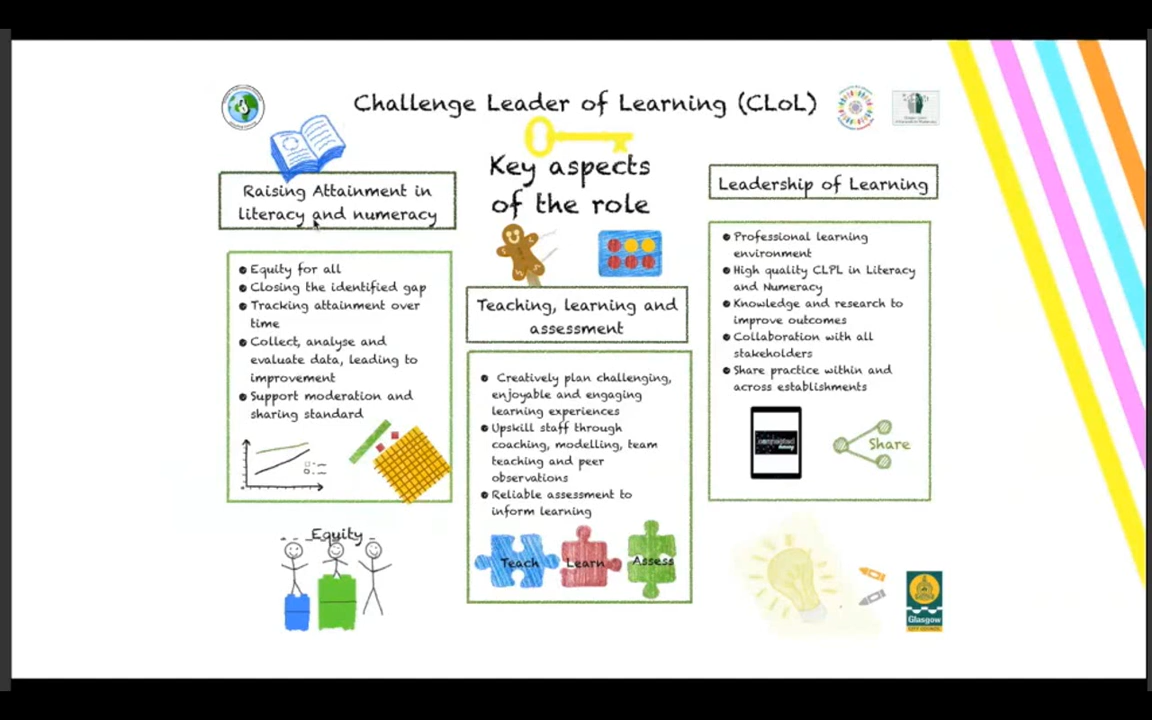 Challenge Leader of Learning (CLoL)
Key aspects
of the role
Raising Attainment in
literacy and numeracy
Equity for all
Closing the identified gap
Tracking attainment over
time
Collect, analyse and
evaluate data, leading to
improvement
Support moderation and
sharing standard
Equity
Teaching, learning and
assessment
Creatively plan challenging,
enjoyable and engaging
learning experiences
Upskill staff through
coaching, modelling, team
teaching and peer
observations
Reliable assessment to
inform learning
Teach
Learn
Assess
Leadership of Learning
Professional learning
environment
High quality CLPL in Literacy
and Numeracy
Knowledge and research to
improve outcomes
Collaboration with all
stakeholders
Share practice within and
across establishments
Share
Glasgow
CITY COUNCIL